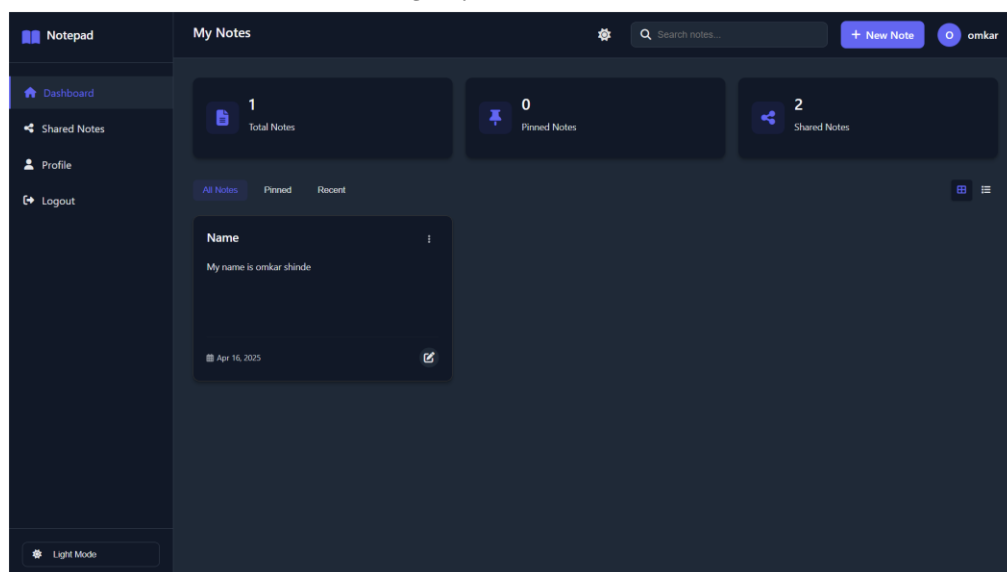 Notepad
Dashboard
Shared Notes
Profile
Logout
Light Mode
My Notes
Search notes...
+ New Note
O omkar
1
Total Notes
0
Pinned Notes
2
Shared Notes
All Notes Pinned Recent
Name
My name is omkar shinde
Apr 16, 2025